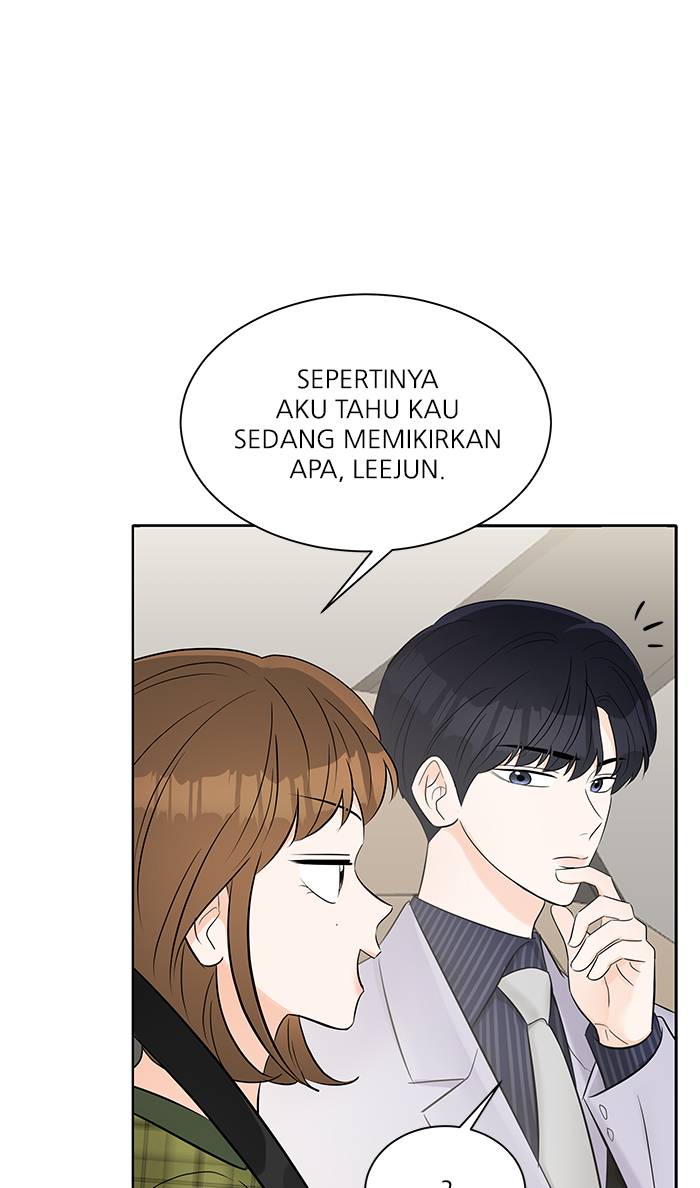 SEPERTINYA
AKU TAHU KAU
SEDANG MEMIKIRKAN
APA, LEEJUN.
?